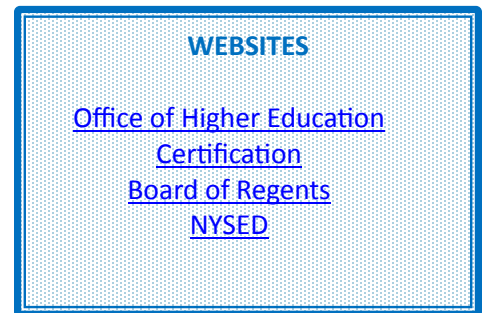 WEBSITES
Office of Higher Education
Certification
Board of Regents
NYSED